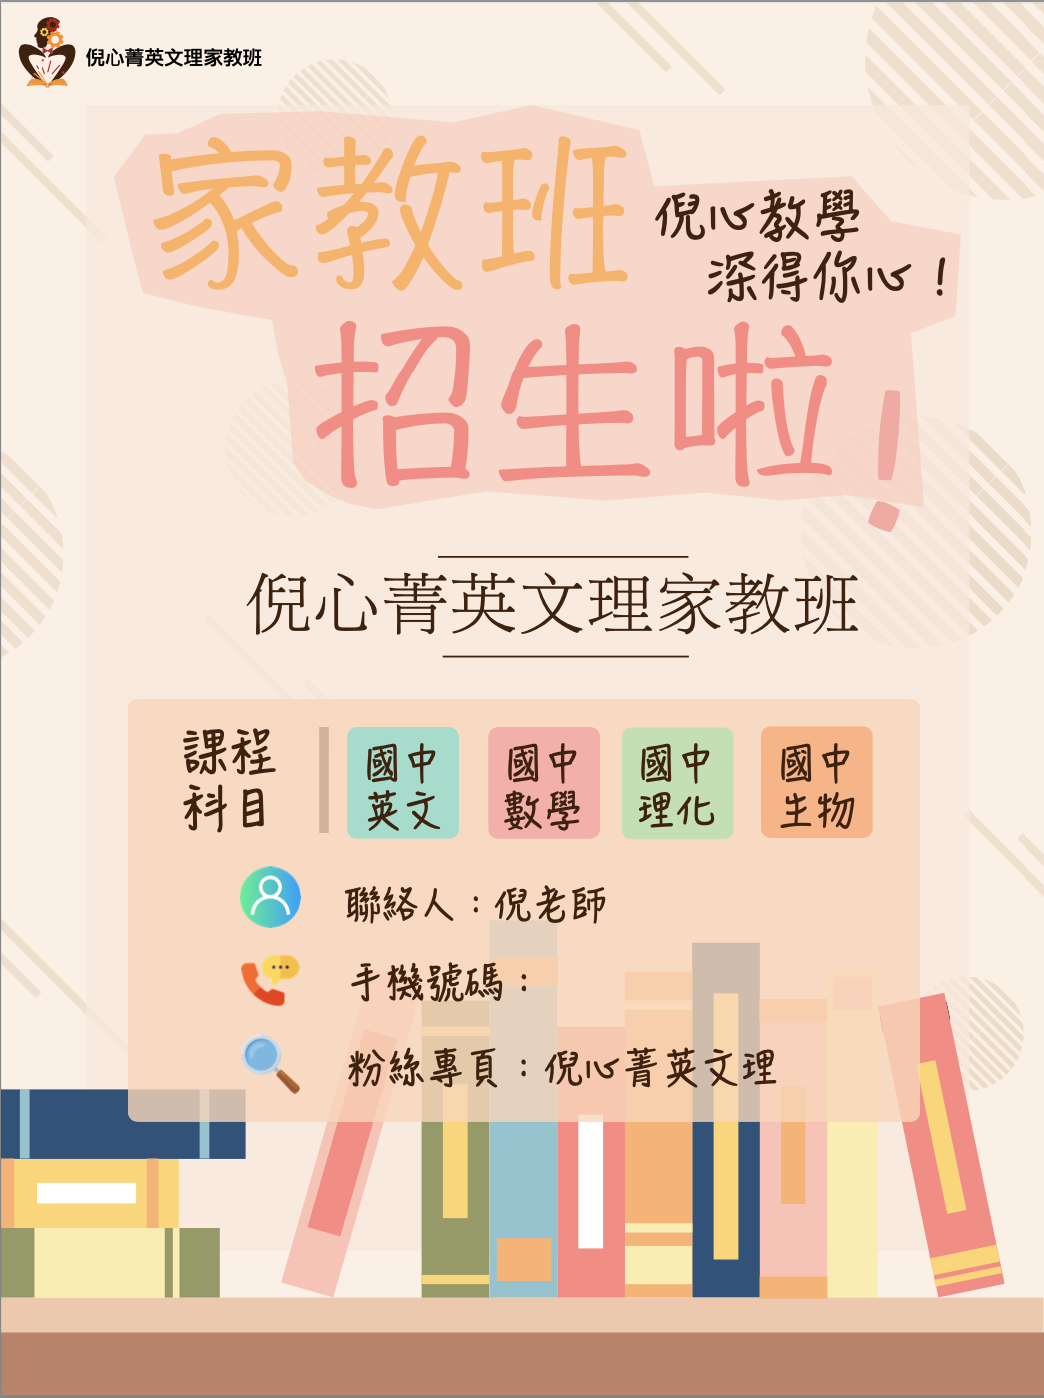 倪心菁英文理家教班
家教班
倪心教學
深得你心！
招生啦！
倪心菁英文理家教班
課程
科目
國中
英文
國中
數學
國中
理化
國中
生物
聯絡人：倪老師
手機號碼：
粉絲專頁：倪心菁英文理